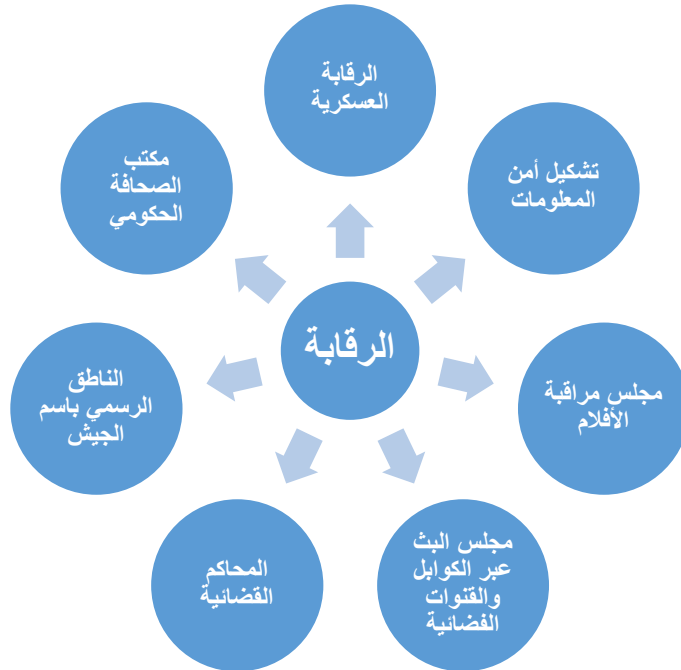 الرقابة
العسكرية
تشكيل أمن
المعلومات
مجلس مراقبة
الأفلام
مجلس البث
عبر الكوابل
والقنوات
الفضائية
المحاكم
القضائية
الناطق
الرسمي باسم
الجيش
مكتب
الصحافة
الحكومي
الرقابة